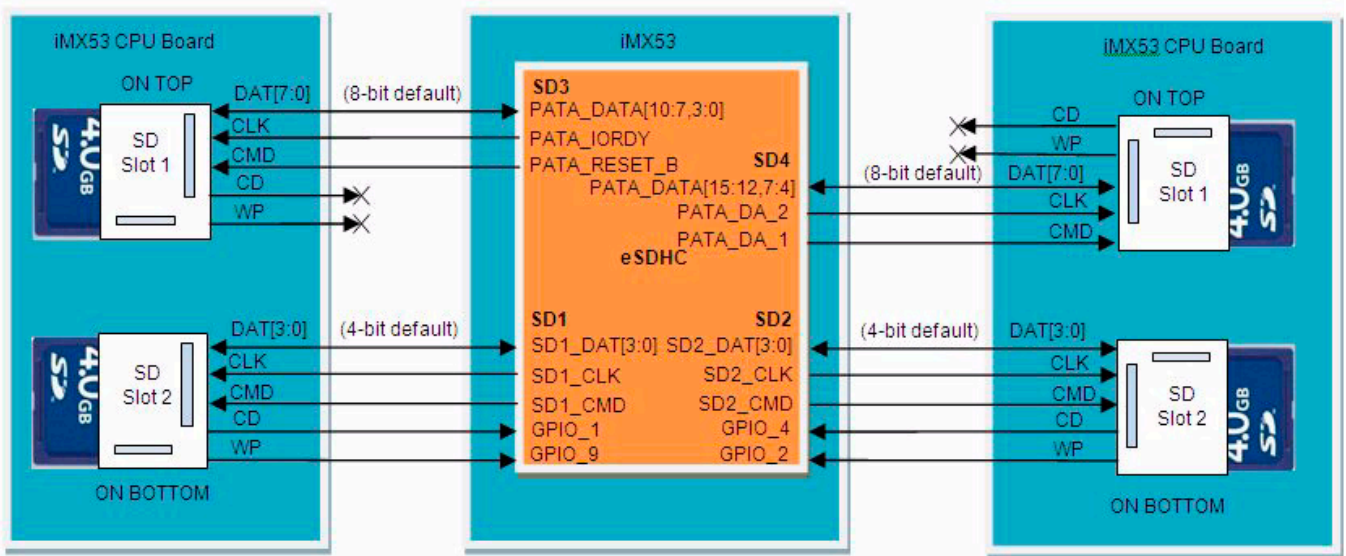 iMX53 CPU Board
ON TOP
4.0GB
SD
SD
Slot 1
DAT[7:0]
CLK
CMD
CD
WP
(8-bit default)
DAT[3:0]
CLK
CMD
CD
WP
(4-bit default)
4.0GB
SD
SD
Slot 2
ON BOTTOM
iMX53
SD3
PATA_DATA[10:7,3:0]
PATA_IORDY
PATA_RESET_B
SD4
PATA_DATA[15:12,7:4]
PATA_DA_2
PATA_DA_1
eSDHC
SD1
SD2
SD1_DAT[3:0] SD2_DAT[3:0]
SD1_CLK
SD2_CLK
SD1_CMD
SD2_CMD
GPIO_1
GPIO_4
GPIO_9
GPIO_2
iMX53 CPU Board
ON TOP
CD
WP
(8-bit default)
DAT[7:0]
CLK
CMD
SD
Slot 1
4.0GB
SD
(4-bit default)
DAT[3:0]
CLK
CMD
CD
WP
SD
Slot 2
4.0GB
SD
ON BOTTOM